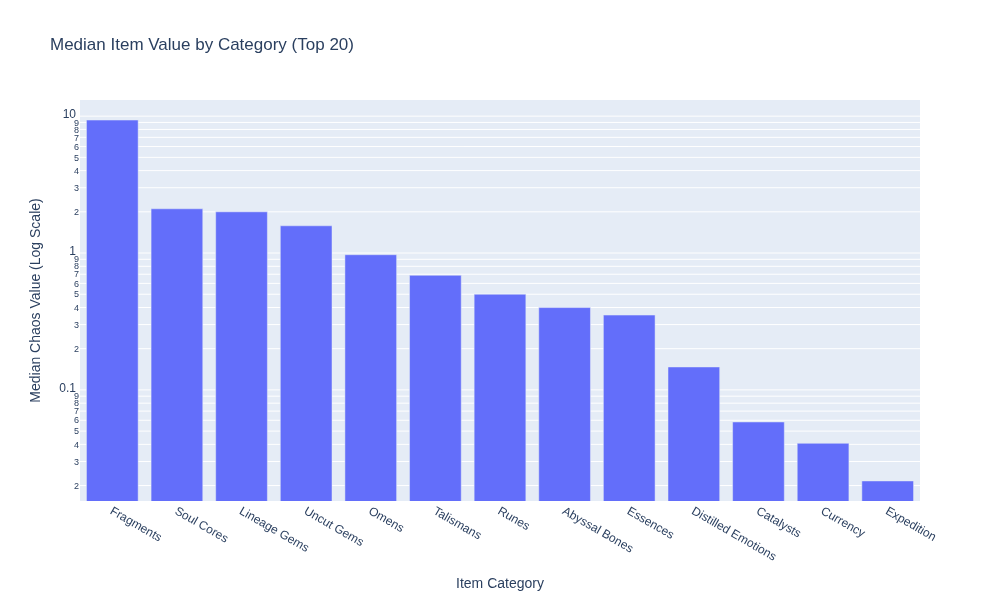 Median Item Value by Category (Top 20)
Median Chaos Value (Log Scale)
10
9
8
7
6
5
4
3
2
1
9
8
7
6
5
4
3
2
0.1
9
8
7
6
5
4
3
2
Fragments
Soul Cores
Lineage Gems
Uncut Gems
Omens
Talismans
Runes
Abyssal Bones
Essences
Distilled Emotions
Catalysts
Currency
Expedition
Item Category